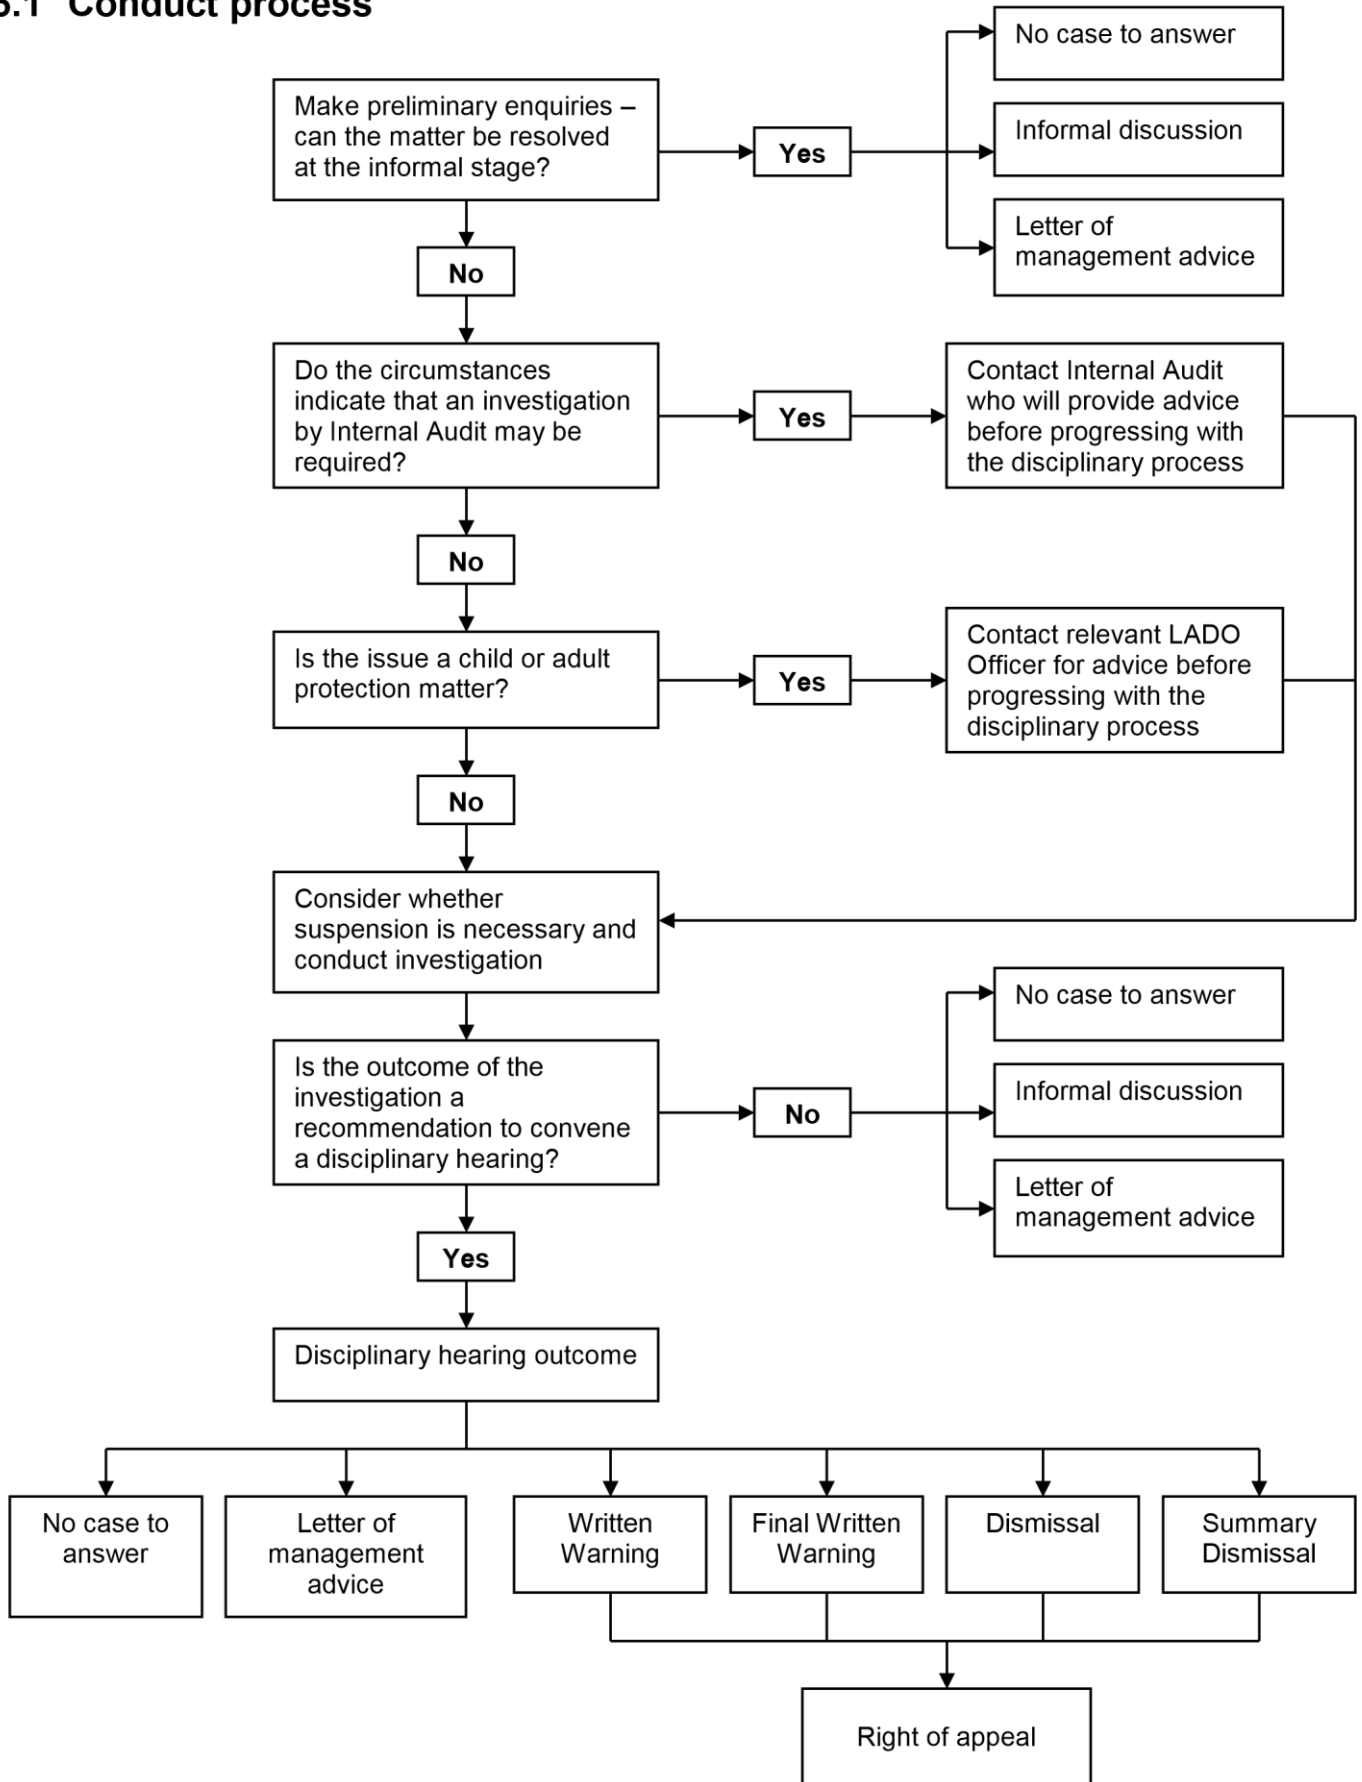 5.1 Conduct process
No case to answer
Make preliminary enquiries –
can the matter be resolved
at the informal stage?
Yes
Informal discussion
Letter of
management advice
No
Do the circumstances
indicate that an investigation
by Internal Audit may be
required?
Yes
Contact Internal Audit
who will provide advice
before progressing with
the disciplinary process
No
Is the issue a child or adult
protection matter?
Yes
Contact relevant LADO
Officer for advice before
progressing with the
disciplinary process
No
Consider whether
suspension is necessary and
conduct investigation
Is the outcome of the
investigation a
recommendation to convene
a disciplinary hearing?
No
No case to answer
Informal discussion
Letter of
management advice
Yes
Disciplinary hearing outcome
No case to
answer
Letter of
management
advice
Written
Warning
Final Written
Warning
Dismissal
Summary
Dismissal
Right of appeal